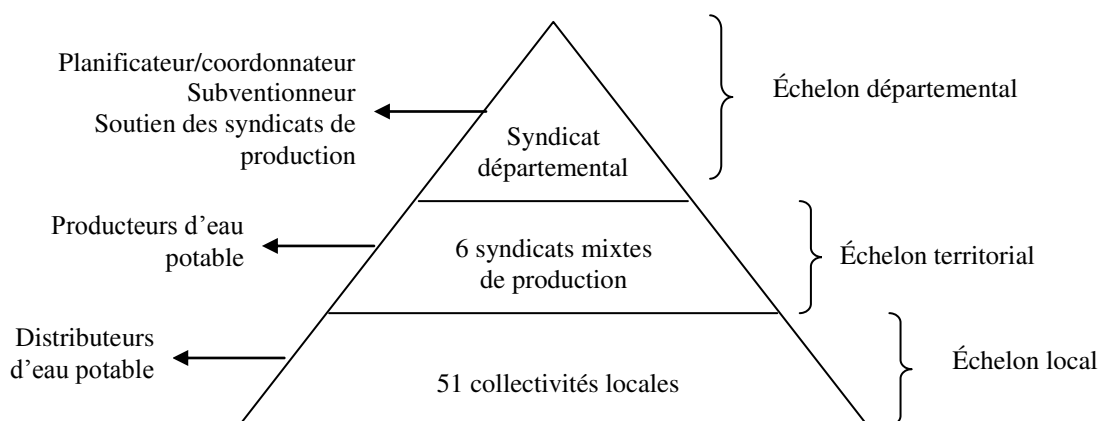 Planificateur/coordonnateur
Subventionneur
Soutien des syndicats de
production
Syndicat
départemental
Échelon départemental
Producteurs d’eau
potable
6 syndicats mixtes
de production
Échelon territorial
Distributeurs
d’eau potable
51 collectivités locales
Échelon local